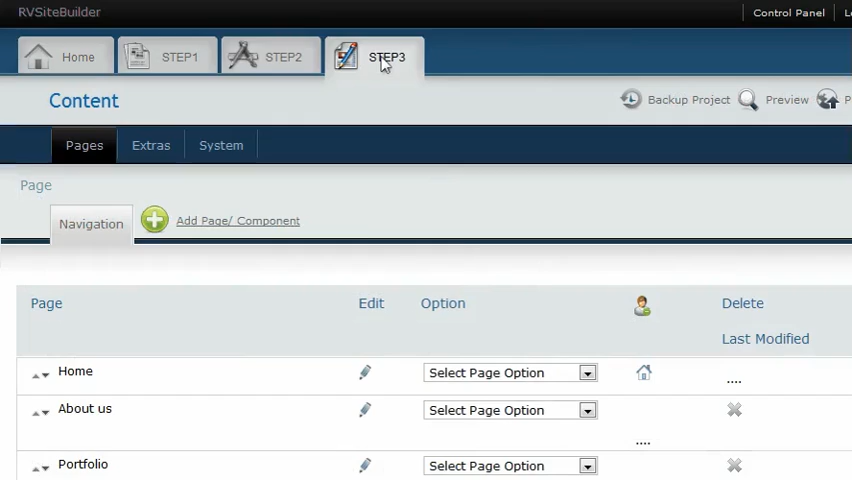 RVSiteBuilder
Control Panel
Home
STEP1
STEP2
STEP3
Content
Backup Project
Preview
Pages
Extras
System
Page
Navigation
Add Page/ Component
Page
Edit
Option
Delete
Last Modified
Home
Select Page Option
....
About us
Select Page Option
....
Portfolio
Select Page Option